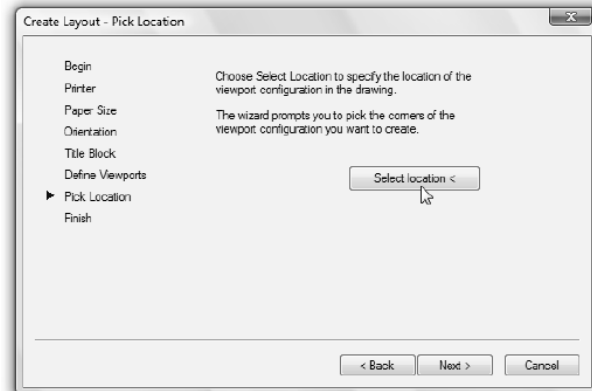 Create Layout - Pick Location
X
Begin
Printer
Paper Size
Orientation
Title Block
Define Viewports
Pick Location
Finish
Choose Select Location to specify the location of the
viewport configuration in the drawing.
The wizard prompts you to pick the corners of the
viewport configuration you want to create.
Select location <
< Back
Next >
Cancel